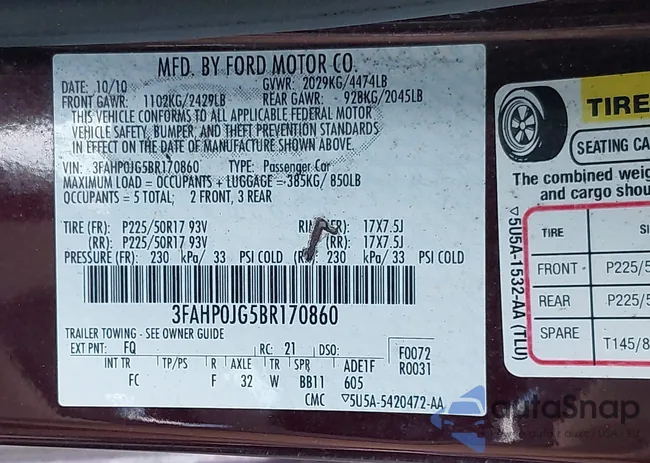 MFD. BY FORD MOTOR CO.
DATE: 10/10 GVWR: 2029KG/4474LB
FRONT GAWR: 1102KG/2429LB REAR GAWR: 928KG/2045LB
THIS VEHICLE CONFORMS TO ALL APPLICABLE FEDERAL MOTOR
VEHICLE SAFETY, BUMPER, AND THEFT PREVENTION STANDARDS
IN EFFECT ON THE DATE OF MANUFACTURE SHOWN ABOVE.
VIN: 3FAHP0JG5BR170860 TYPE: Passenger Car
MAXIMUM LOAD = OCCUPANTS + LUGGAGE = 385KG/ 850LB
OCCUPANTS = 5 TOTAL; 2 FRONT, 3 REAR
TIRE (FR): P225/50R17 93V 17X7.5J
(RR): P225/50R17 93V (RR): 17X7.5J
PRESSURE (FR): 230 kPa/ 33 PSI COLD 230 kPa/ 33 PSI COLD
3FAHP0JG5BR170860
TRAILER TOWING - SEE OWNER GUIDE
EXT PNT: FQ RC: 21 DSO: F0072
R0031
INT TR TP/PS R AXLE TR SPR ADE1F
FC F 32 W BB11 605
CMC ▽5U5A-5420472-AA
TIRE
SEATING CA
The combined weig
and cargo shou
▽5U5A-1532-AA (TLU)
TIRE SI
FRONT P225/5
REAR P225/5
SPARE T145/8
autoSnap